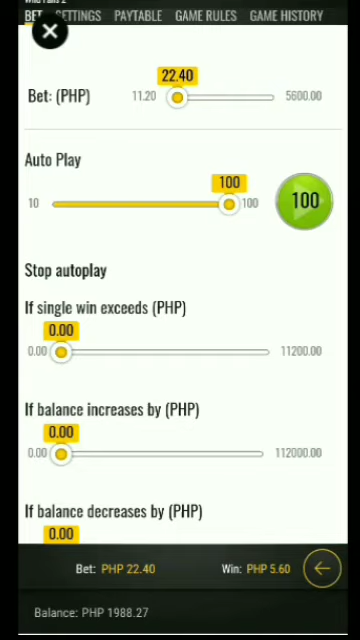 BET SETTINGS PAYTABLE GAME RULES GAME HISTORY
22.40
Bet: (PHP) 11.20 5600.00
Auto Play
100
10 100 100
Stop autoplay
If single win exceeds (PHP)
0.00
0.00 11200.00
If balance increases by (PHP)
0.00
0.00 112000.00
If balance decreases by (PHP)
0.00
Bet: PHP 22.40 Win: PHP 5.60
Balance: PHP 1988.27